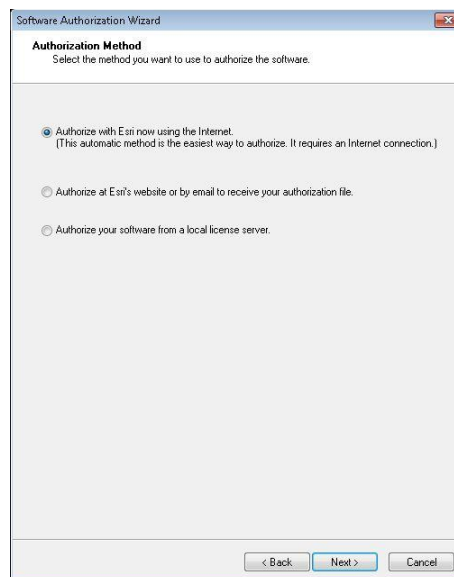 Software Authorization Wizard
Authorization Method
Select the method you want to use to authorize the software.
Authorize with Esri now using the Internet.
(This automatic method is the easiest way to authorize. It requires an Internet connection.)
Authorize at Esri's website or by email to receive your authorization file.
Authorize your software from a local license server.
< Back
Next >
Cancel